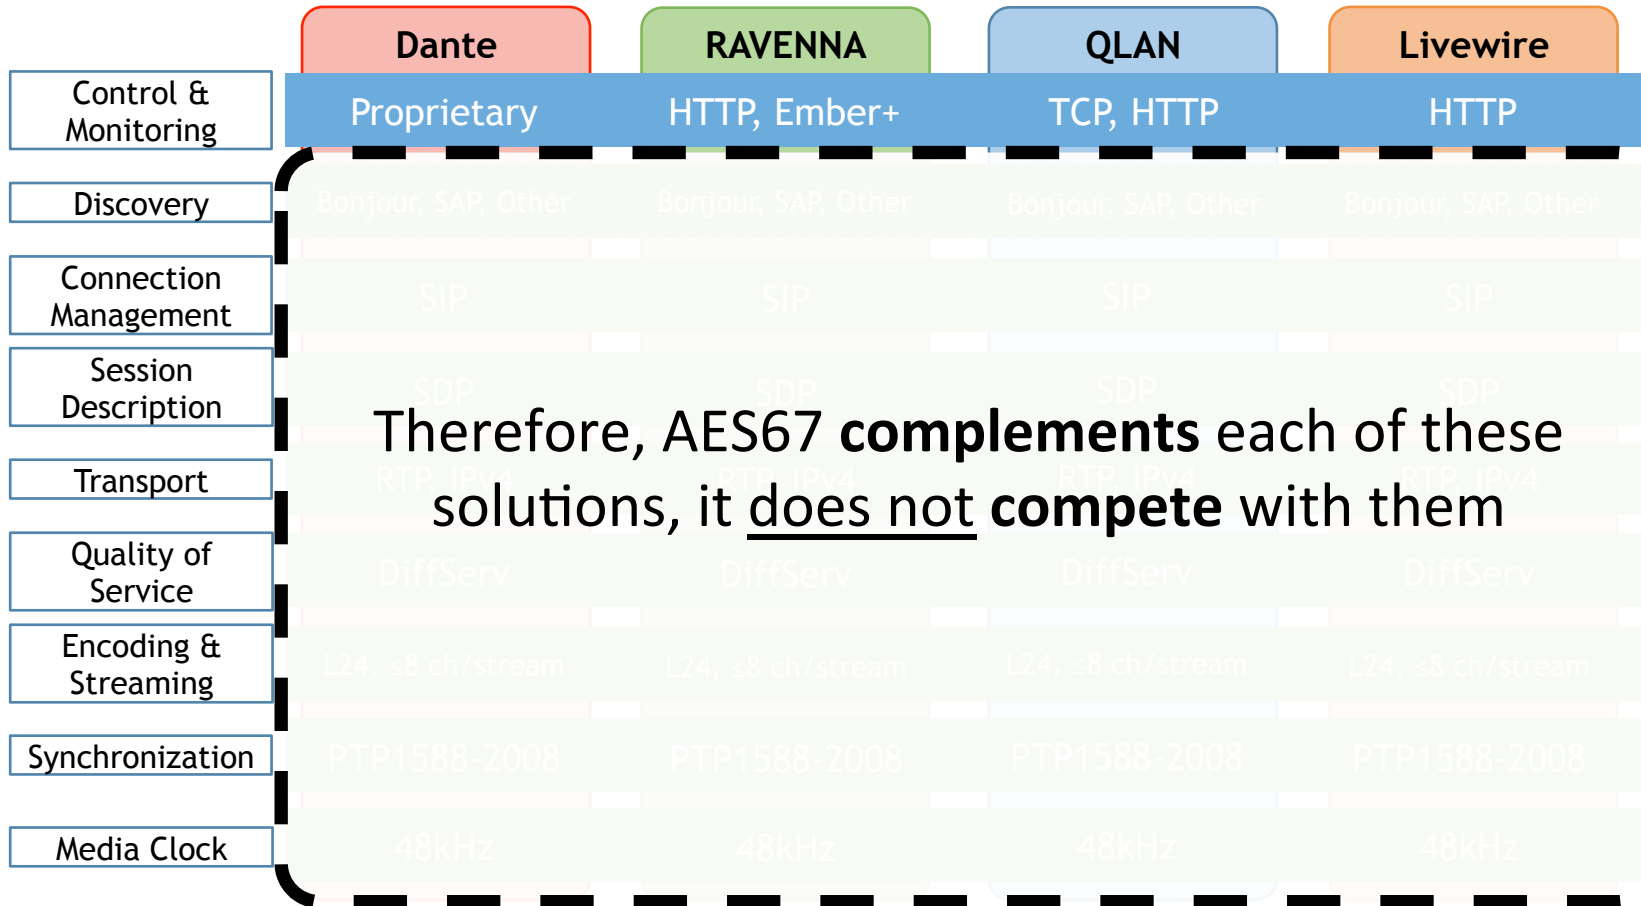 Dante RAVENNA QLAN Livewire
Control &
Monitoring
Proprietary HTTP, Ember+ TCP, HTTP HTTP
Discovery
Bonjour, SAP, Other Bonjour, SAP, Other Bonjour, SAP, Other Bonjour, SAP, Other
Connection
Management
SIP SIP SIP SIP
Session
Description
SDP SDP SDP SDP
Therefore, AES67 complements each of these
solutions, it does not compete with them
Transport
RTP, IPv4 RTP, IPv4 RTP, IPv4 RTP, IPv4
Quality of
Service
DiffServ DiffServ DiffServ DiffServ
Encoding &
Streaming
L24, ≤8 ch/stream L24, ≤8 ch/stream L24, ≤8 ch/stream L24, ≤8 ch/stream
Synchronization
PTP1588-2008 PTP1588-2008 PTP1588-2008 PTP1588-2008
Media Clock
48kHz 48kHz 48kHz 48kHz